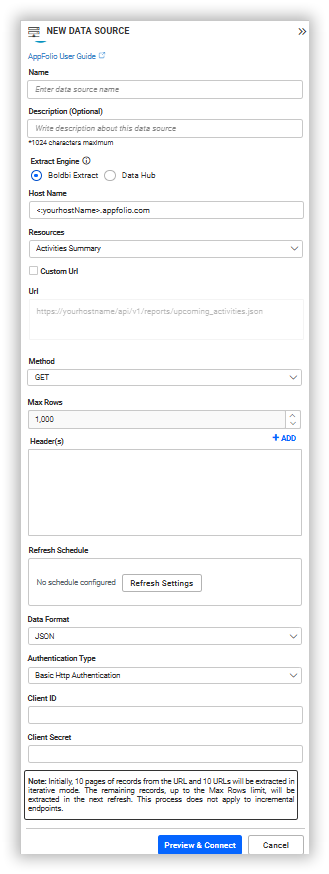 NEW DATA SOURCE
AppFolio User Guide
Name
Enter data source name
Description (Optional)
Write description about this data source
*1024 characters maximum
Extract Engine
Boldbi Extract Data Hub
Host Name
<:yourhostName>.appfolio.com
Resources
Activities Summary
Custom Url
Url
https://yourhostname/api/v1/reports/upcoming_activities.json
Method
GET
Max Rows
1,000
+ ADD
Header(s)
Refresh Schedule
No schedule configured Refresh Settings
Data Format
JSON
Authentication Type
Basic Http Authentication
Client ID
Client Secret
Note: Initially, 10 pages of records from the URL and 10 URLs will be extracted in
iterative mode. The remaining records, up to the Max Rows limit, will be
extracted in the next refresh. This process does not apply to incremental
endpoints.
Preview & Connect Cancel